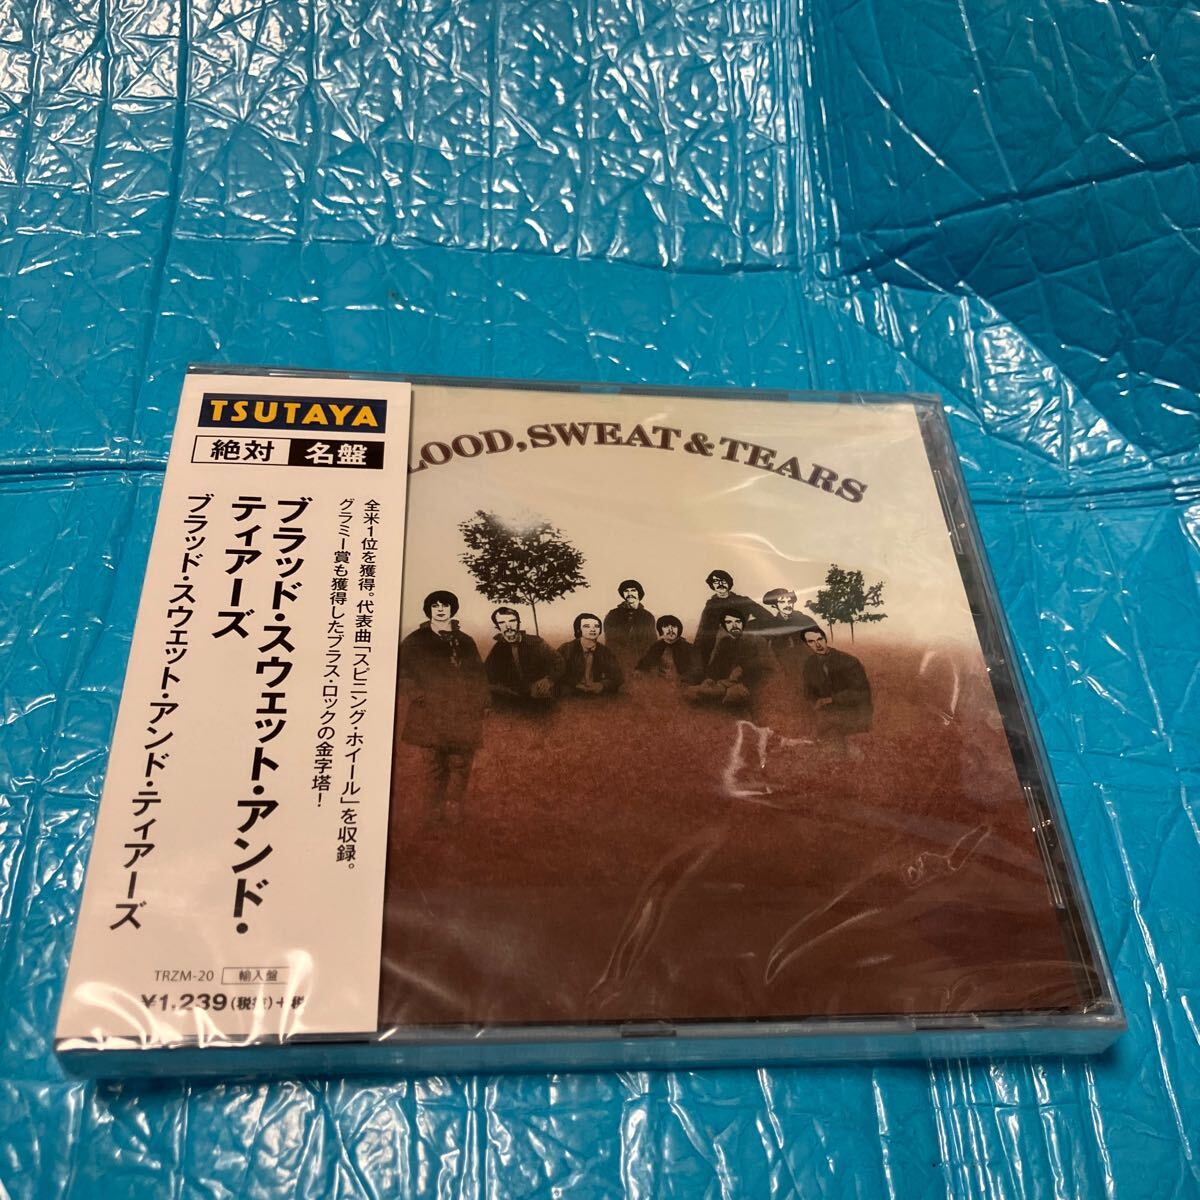 TSUTAYA
絶対 名盤
全米1位を獲得。代表曲「スピニング・ホイール」を収録。
グラミー賞も獲得したブラス・ロックの金字塔!
ブラッド・スウェット・アンド・
ティアーズ
ブラッド・スウェット・アンド・ティアーズ
TRZM-20 輸入盤
¥1,239(税抜)+税
LOOD, SWEAT & TEARS